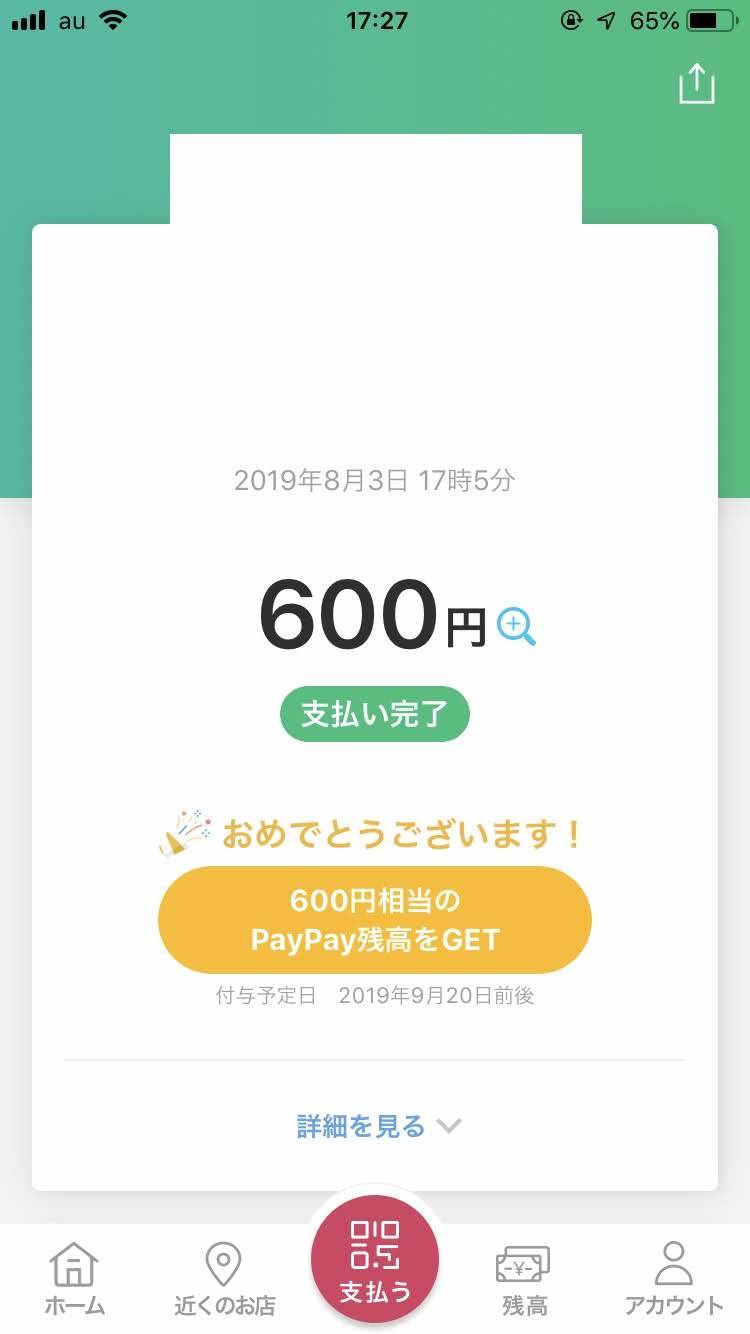 au 17:27 65%
2019年8月3日 17時5分
600円
支払い完了
おめでとうございます！
600円相当の
PayPay残高をGET
付与予定日　2019年9月20日前後
詳細を見る
ホーム 近くのお店 支払う 残高 アカウント